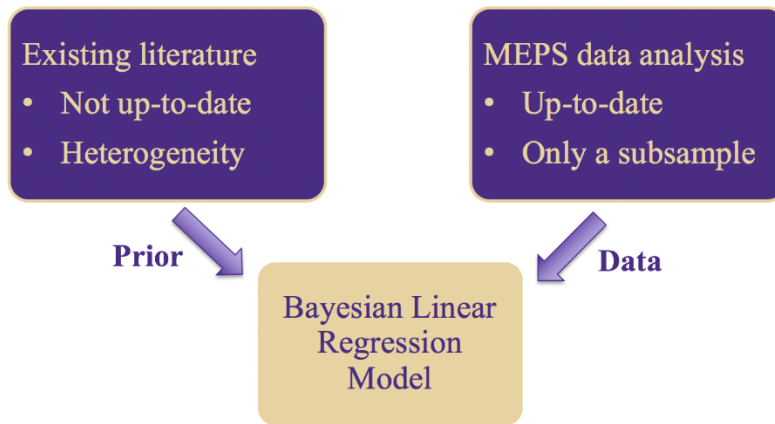 Existing literature
• Not up-to-date
• Heterogeneity
MEPS data analysis
• Up-to-date
• Only a subsample
Prior
Data
Bayesian Linear
Regression
Model